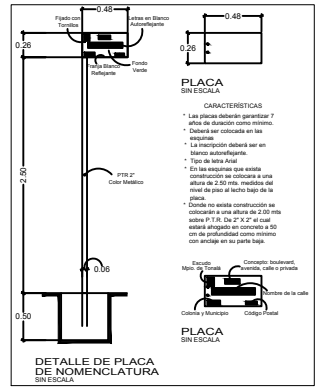 0.48
Fijado con
Tornillos
Letras en Blanco
Autoreflejante
0.26
Fondo
Verde
Franja Blanco
Reflejante
2.50
PTR 2"
Color Metálico
0.06
0.50
DETALLE DE PLACA
DE NOMENCLATURA
SIN ESCALA
0.48
0.26
PLACA
SIN ESCALA
CARACTERÍSTICAS
* Las placas deberán garantizar 7
años de duración como mínimo.
* Deberá ser colocada en las
esquinas
* La inscripción deberá ser en
blanco autoreflejante.
* Tipo de letra Arial
* En las esquinas que exista
construcción se colocara a una
altura de 2.50 mts. medidos del
nivel de piso al lecho bajo de la
placa.
* Donde no exista construcción se
colocarán a una altura de 2.00 mts
sobre P.T.R. De 2" X 2" el cual
estará ahogado en concreto a 50
cm de profundidad como mínimo
con anclaje en su parte baja.
Escudo
Mpio. de Tonalá
Concepto: boulevard,
avenida, calle o privada
Nombre de la calle
Colonia y Municipio
Código Postal
PLACA
SIN ESCALA